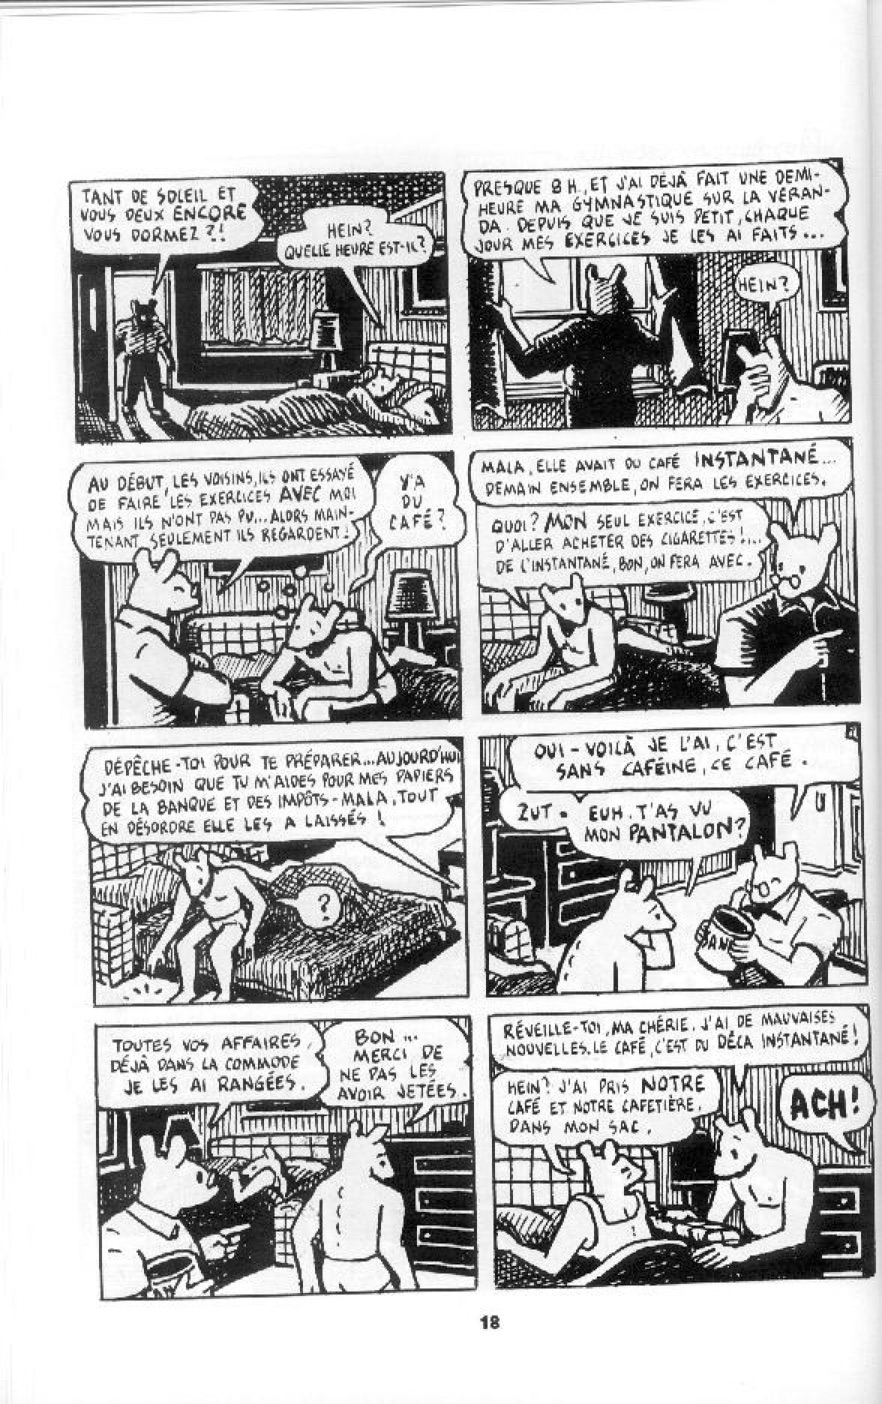 TANT DE SOLEIL ET
VOUS DEUX ENCORE
VOUS DORMEZ ?!
HEIN?
QUELLE HEURE EST-IL?
PRESQUE 8 H., ET J'AI DÉJÀ FAIT UNE DEMI-
HEURE MA GYMNASTIQUE SUR LA VÉRAN-
DA. DEPUIS QUE JE SUIS PETIT, CHAQUE
JOUR MES EXERCICES JE LES AI FAITS...
HEIN?
AU DÉBUT, LES VOISINS, ILS ONT ESSAYÉ
DE FAIRE LES EXERCICES AVEC MOI
MAIS ILS N'ONT PAS PU... ALORS MAIN-
TENANT SEULEMENT ILS REGARDENT!
Y'A
DU
CAFÉ?
MALA, ELLE AVAIT DU CAFÉ INSTANTANÉ...
DEMAIN ENSEMBLE, ON FERA LES EXERCICES.
QUOI? MON SEUL EXERCICE, C'EST
D'ALLER ACHETER DES CIGARETTES!...
DE L'INSTANTANÉ, BON, ON FERA AVEC.
DÉPÊCHE-TOI POUR TE PRÉPARER... AUJOURD'HUI
J'AI BESOIN QUE TU M'AIDES POUR MES PAPIERS
DE LA BANQUE ET DES IMPÔTS - MALA, TOUT
EN DÉSORDRE ELLE LES A LAISSÉS!
?
OUI - VOILÀ JE L'AI, C'EST
SANS CAFÉINE, CE CAFÉ.
ZUT. EUH. T'AS VU
MON PANTALON?
SAN
TOUTES VOS AFFAIRES,
DÉJÀ DANS LA COMMODE
JE LES AI RANGÉES.
BON...
MERCI DE
NE PAS LES
AVOIR JETÉES.
RÉVEILLE-TOI, MA CHÉRIE. J'AI DE MAUVAISES
NOUVELLES. LE CAFÉ, C'EST DU DÉCA INSTANTANÉ!
HEIN? J'AI PRIS NOTRE
CAFÉ ET NOTRE CAFETIÈRE.
DANS MON SAC.
ACH!
18